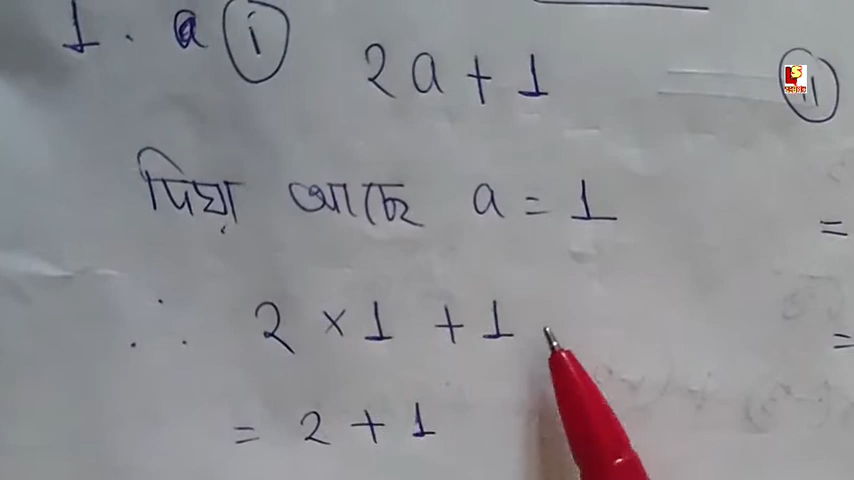 1. a (i) 2a + 1 (ii)
দিয়া আছে a = 1 =
∴ 2 × 1 + 1 =
= 2 + 1